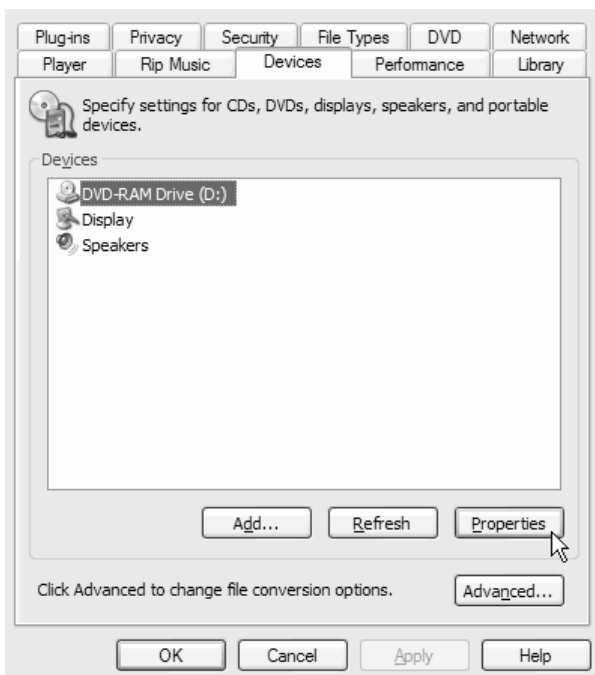 Plug-ins Privacy Security File Types DVD Network
Player Rip Music Devices Performance Library
Specify settings for CDs, DVDs, displays, speakers, and portable
devices.
Devices
DVD-RAM Drive (D:)
Display
Speakers
Add... Refresh Properties
Click Advanced to change file conversion options. Advanced...
OK Cancel Apply Help